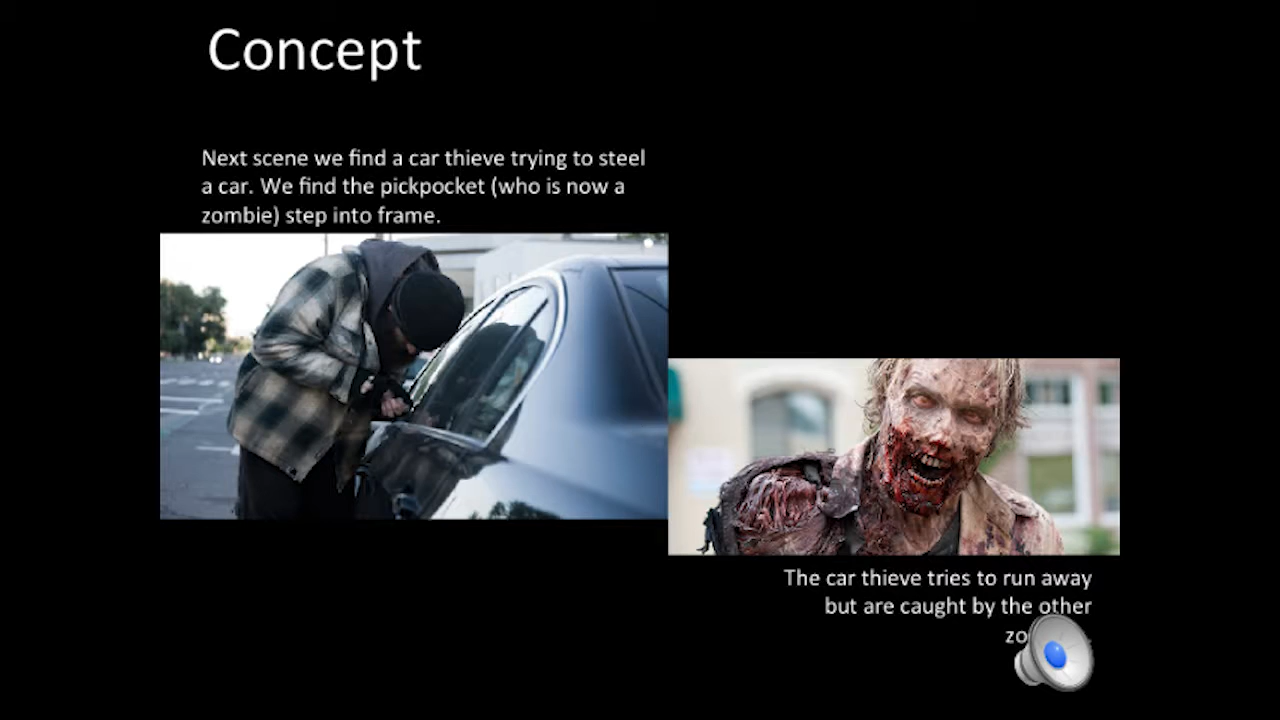 Concept
Next scene we find a car thieve trying to steel
a car. We find the pickpocket (who is now a
zombie) step into frame.
The car thieve tries to run away
but are caught by the other